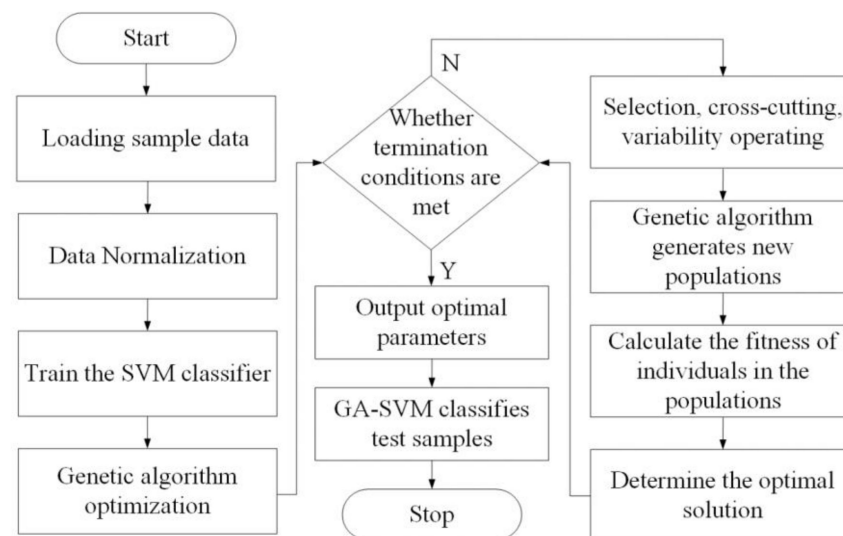 Start
Loading sample data
Data Normalization
Train the SVM classifier
Genetic algorithm
optimization
N
Whether
termination
conditions are
met
Y
Output optimal
parameters
GA-SVM classifies
test samples
Stop
Selection, cross-cutting,
variability operating
Genetic algorithm
generates new
populations
Calculate the fitness of
individuals in the
populations
Determine the optimal
solution